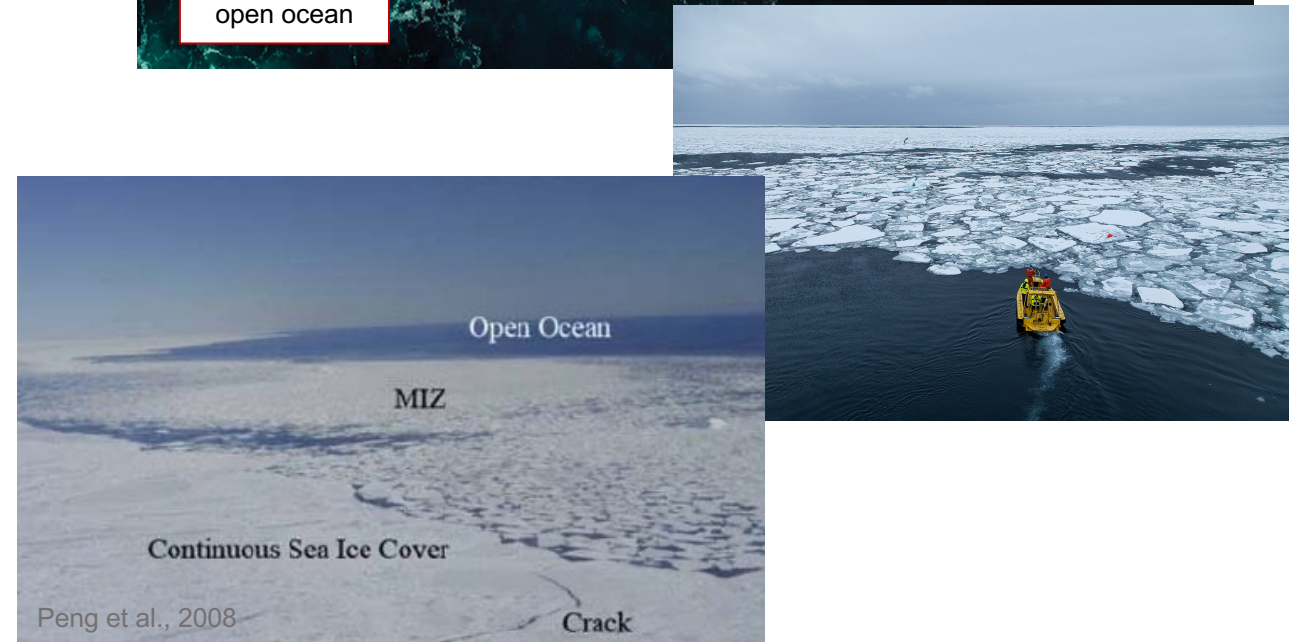 open ocean
Open Ocean
MIZ
Continuous Sea Ice Cover
Peng et al., 2008
Crack